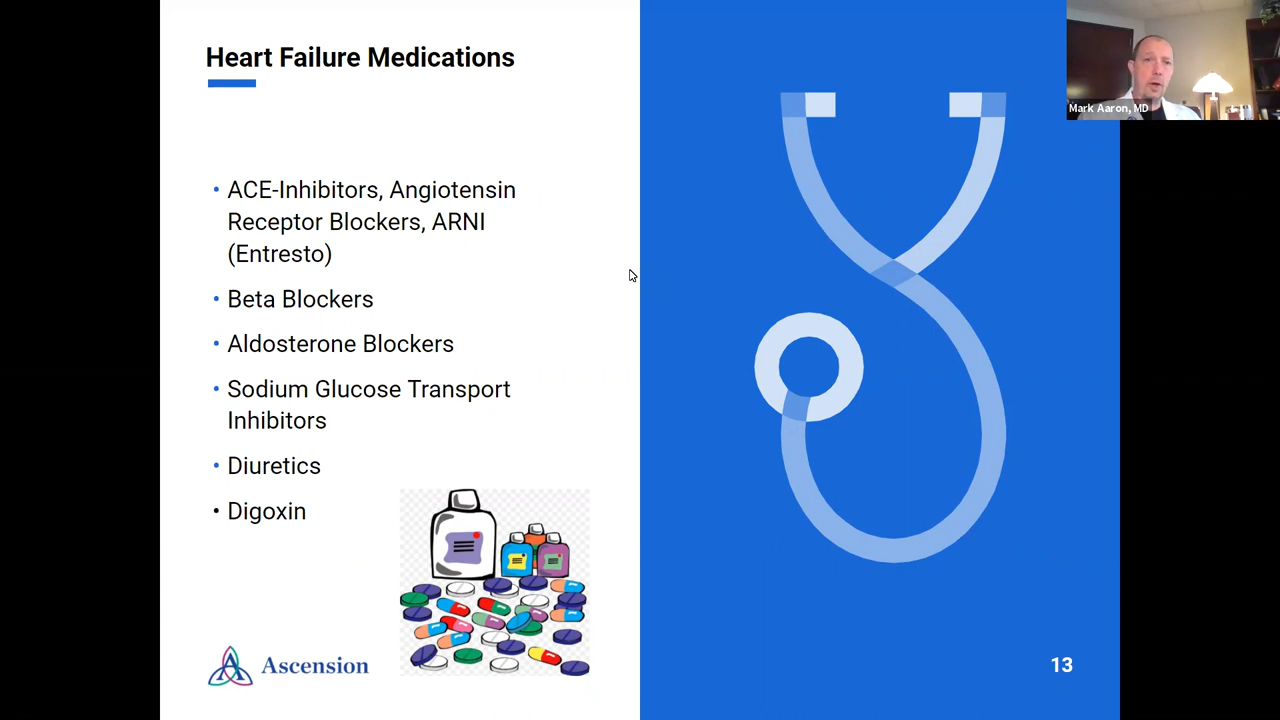 Heart Failure Medications
Mark Aaron, MD
• ACE-Inhibitors, Angiotensin
Receptor Blockers, ARNI
(Entresto)
• Beta Blockers
• Aldosterone Blockers
• Sodium Glucose Transport
Inhibitors
• Diuretics
• Digoxin
Ascension
13